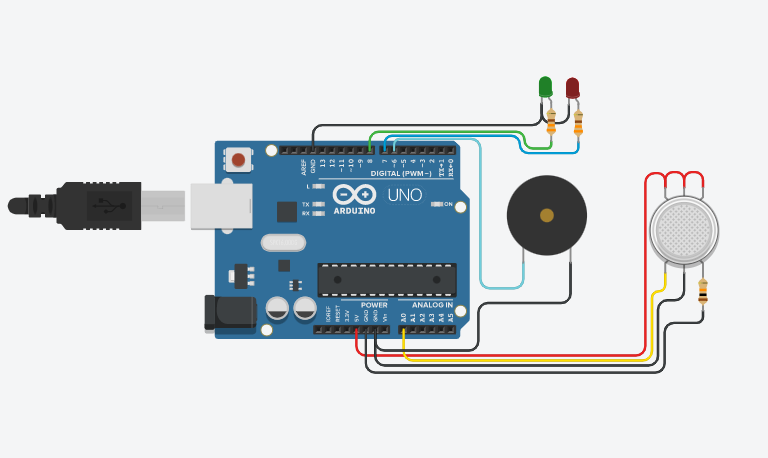 AREF
GND
13
12
~11
~10
~9
8
7
~6
~5
4
~3
2
TX→1
RX←0
DIGITAL (PWM~)
L
TX
RX
UNO
ARDUINO
ON
POWER
ANALOG IN
IOREF
RESET
3.3V
5V
GND
GND
Vin
A0
A1
A2
A3
A4
A5